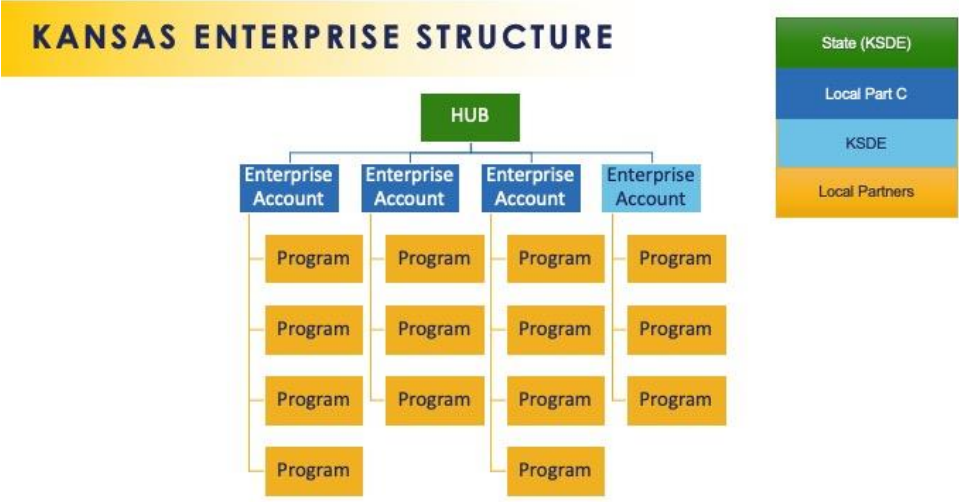 KANSAS ENTERPRISE STRUCTURE
State (KSDE)
Local Part C
KSDE
Local Partners
HUB
Enterprise Account
Enterprise Account
Enterprise Account
Enterprise Account
Program Program Program Program
Program Program Program Program
Program Program Program Program
Program Program